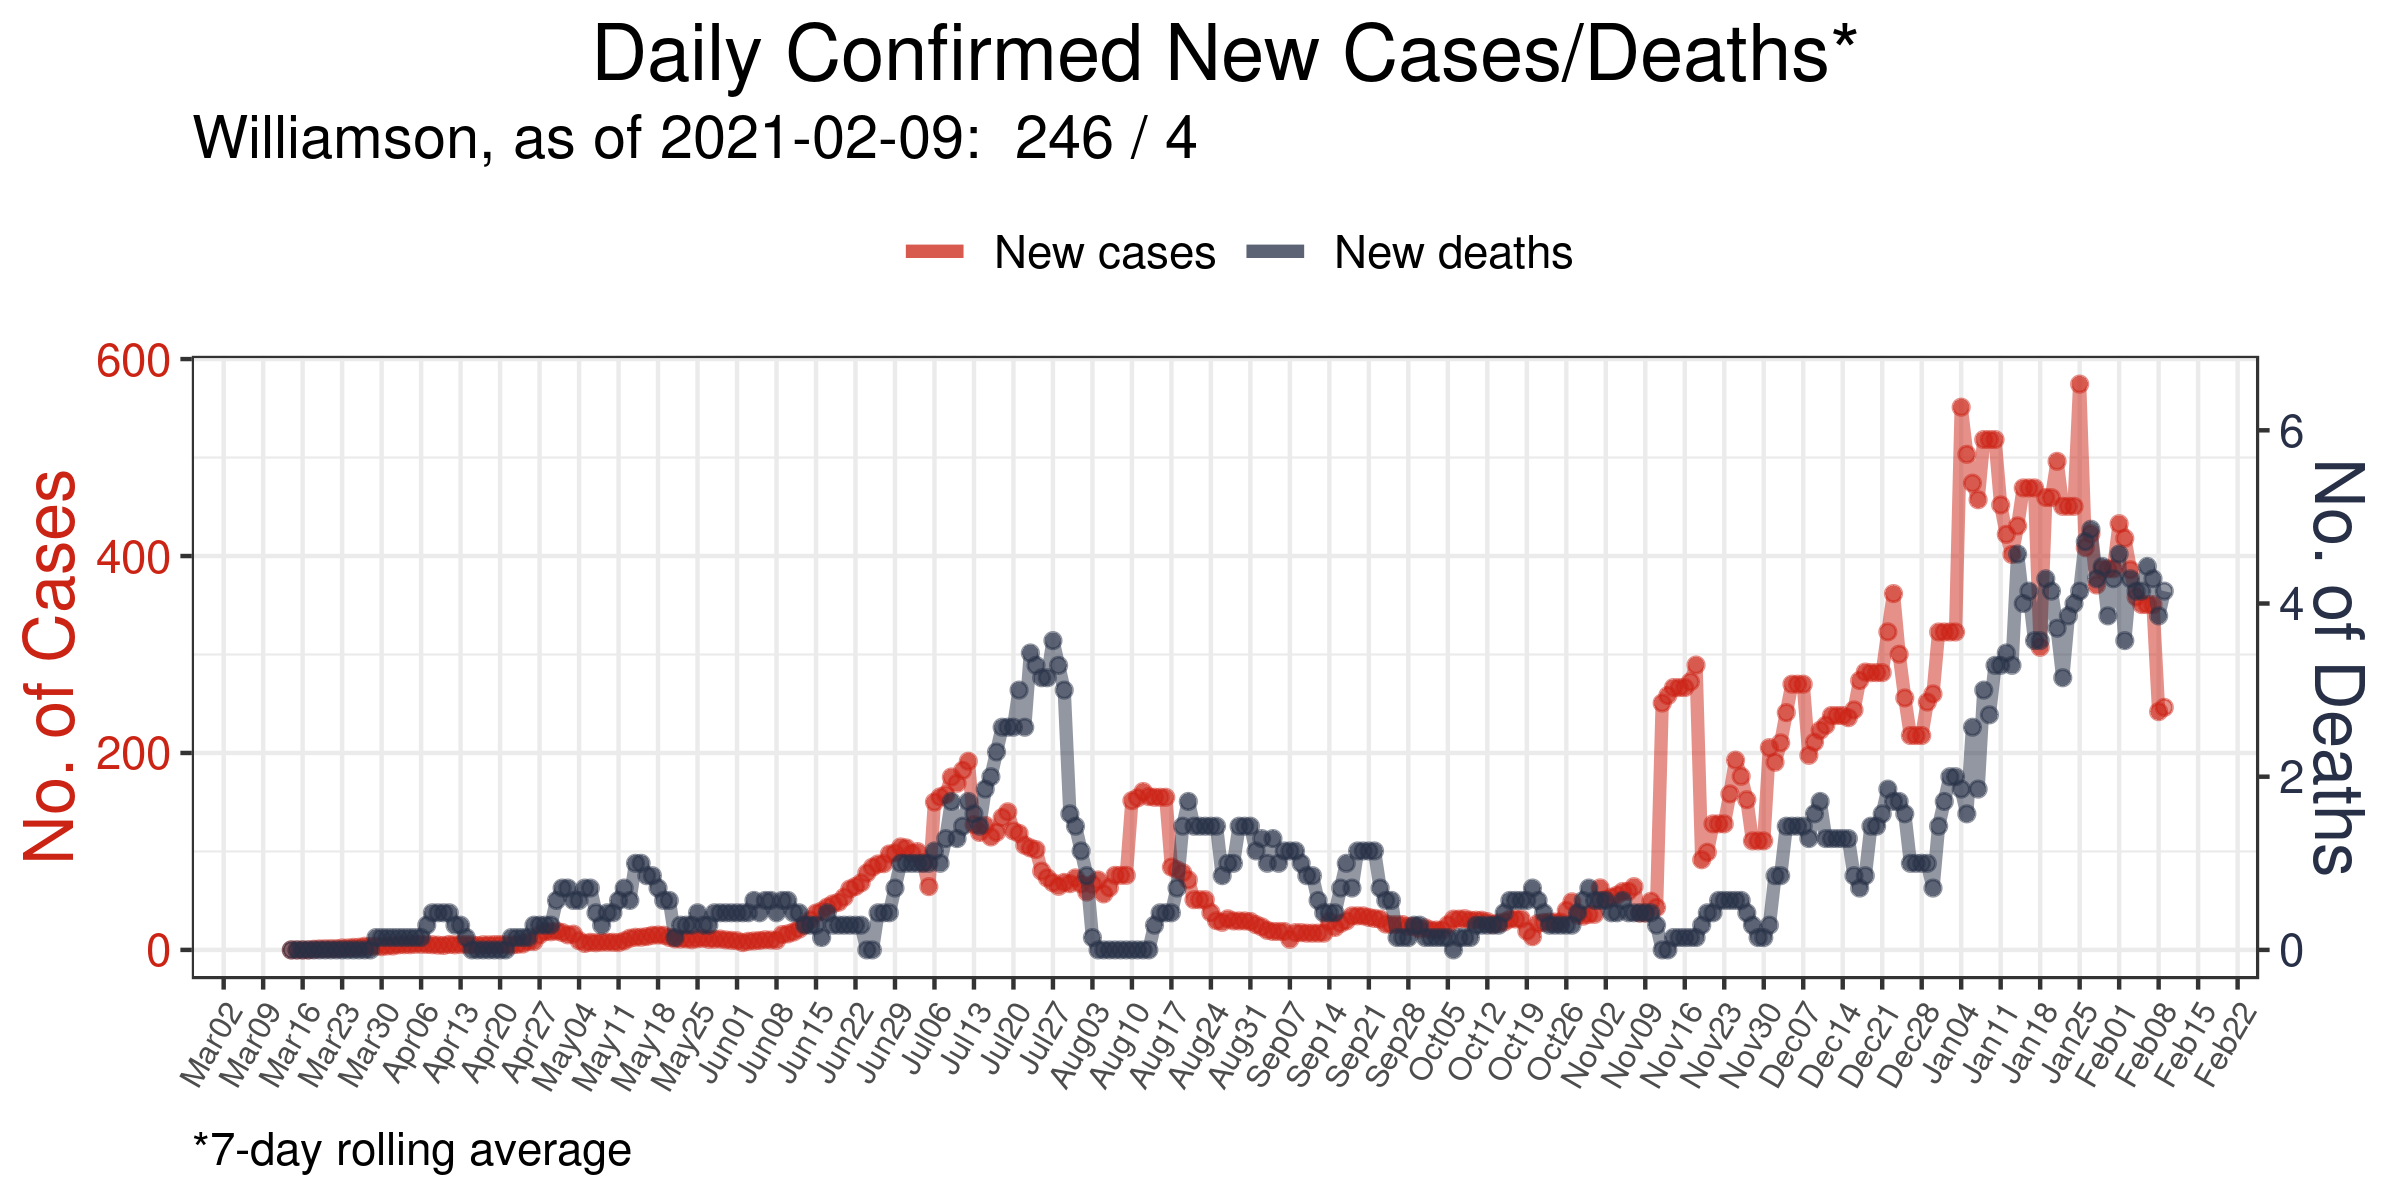 Daily Confirmed New Cases/Deaths*
Williamson, as of 2021-02-09:  246 / 4
New cases
New deaths
No. of Cases
600
400
200
0
6
4
2
0
No. of Deaths
Mar02
Mar09
Mar16
Mar23
Mar30
Apr06
Apr13
Apr20
Apr27
May04
May11
May18
May25
Jun01
Jun08
Jun15
Jun22
Jun29
Jul06
Jul13
Jul20
Jul27
Aug03
Aug10
Aug17
Aug24
Aug31
Sep07
Sep14
Sep21
Sep28
Oct05
Oct12
Oct19
Oct26
Nov02
Nov09
Nov16
Nov23
Nov30
Dec07
Dec14
Dec21
Dec28
Jan04
Jan11
Jan18
Jan25
Feb01
Feb08
Feb15
Feb22
*7-day rolling average